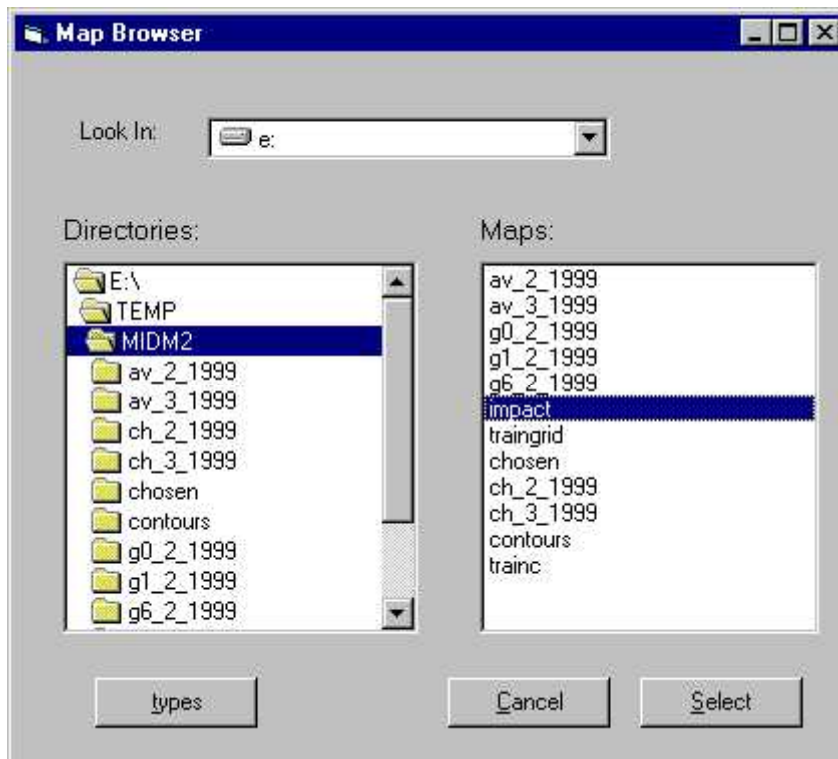 Map Browser
Look In:
e:
Directories:
E:\
TEMP
MIDM2
av_2_1999
av_3_1999
ch_2_1999
ch_3_1999
chosen
contours
g0_2_1999
g1_2_1999
g6_2_1999
Maps:
av_2_1999
av_3_1999
g0_2_1999
g1_2_1999
g6_2_1999
impact
traingrid
chosen
ch_2_1999
ch_3_1999
contours
trainc
types
Cancel
Select